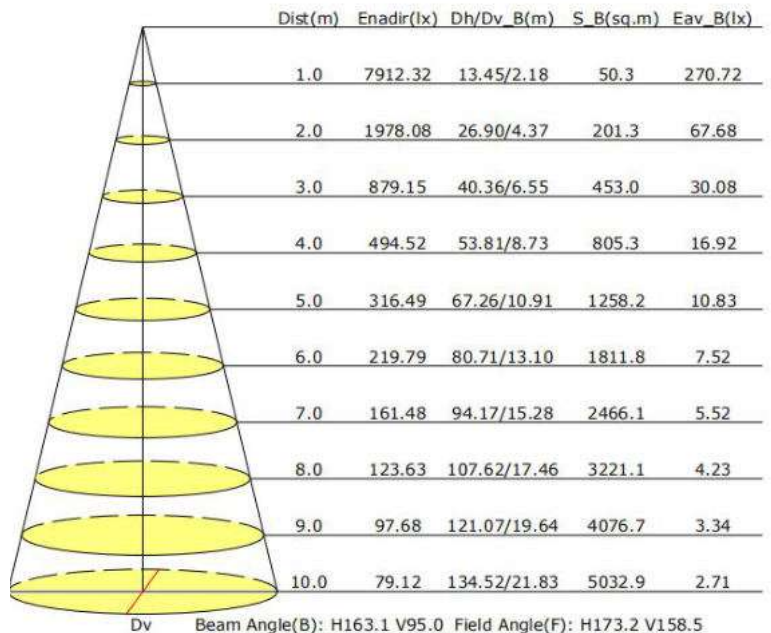 Dist(m) Enadir(lx) Dh/Dv_B(m) S_B(sq.m) Eav_B(lx)
1.0 7912.32 13.45/2.18 50.3 270.72
2.0 1978.08 26.90/4.37 201.3 67.68
3.0 879.15 40.36/6.55 453.0 30.08
4.0 494.52 53.81/8.73 805.3 16.92
5.0 316.49 67.26/10.91 1258.2 10.83
6.0 219.79 80.71/13.10 1811.8 7.52
7.0 161.48 94.17/15.28 2466.1 5.52
8.0 123.63 107.62/17.46 3221.1 4.23
9.0 97.68 121.07/19.64 4076.7 3.34
10.0 79.12 134.52/21.83 5032.9 2.71
Dv Beam Angle(B): H163.1 V95.0 Field Angle(F): H173.2 V158.5